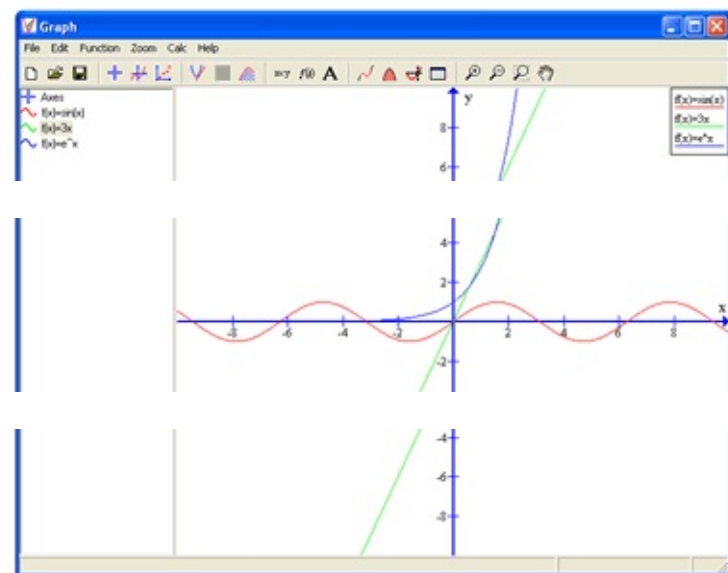 Graph
File Edit Function Zoom Calc Help
x=y f(x) A
Axes
f(x)=sin(x)
f(x)=3x
f(x)=e^x
y
f(x)=sin(x)
f(x)=3x
f(x)=e^x
8
6
4
2
x
-8 -6 -4 -2 2 4 6 8
-2
-4
-6
-8